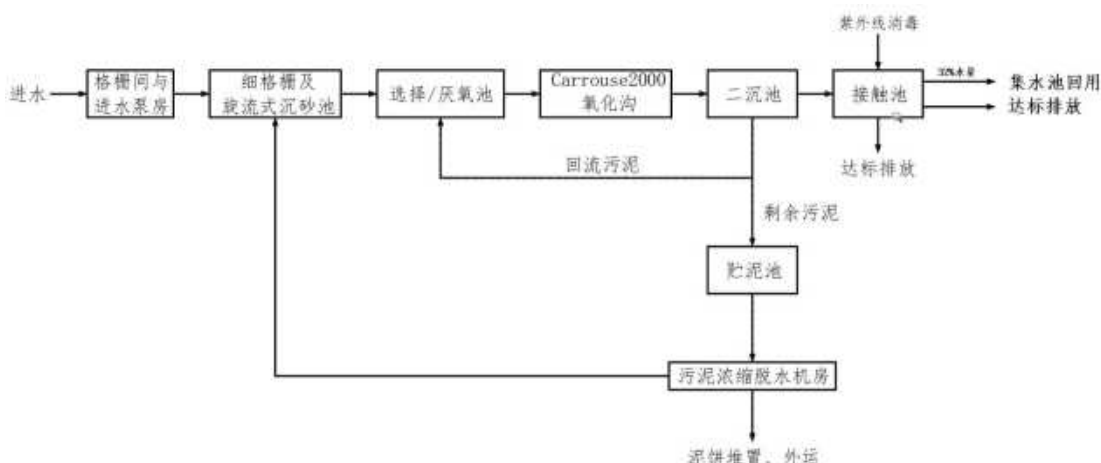 紫外线消毒
进水
格栅间与
进水泵房
细格栅及
旋流式沉砂池
选择/厌氧池
Carrouse2000
氧化沟
二沉池
接触池
水量
集水池回用
达标排放
达标排放
回流污泥
剩余污泥
贮泥池
污泥浓缩脱水机房
泥饼堆置、外运